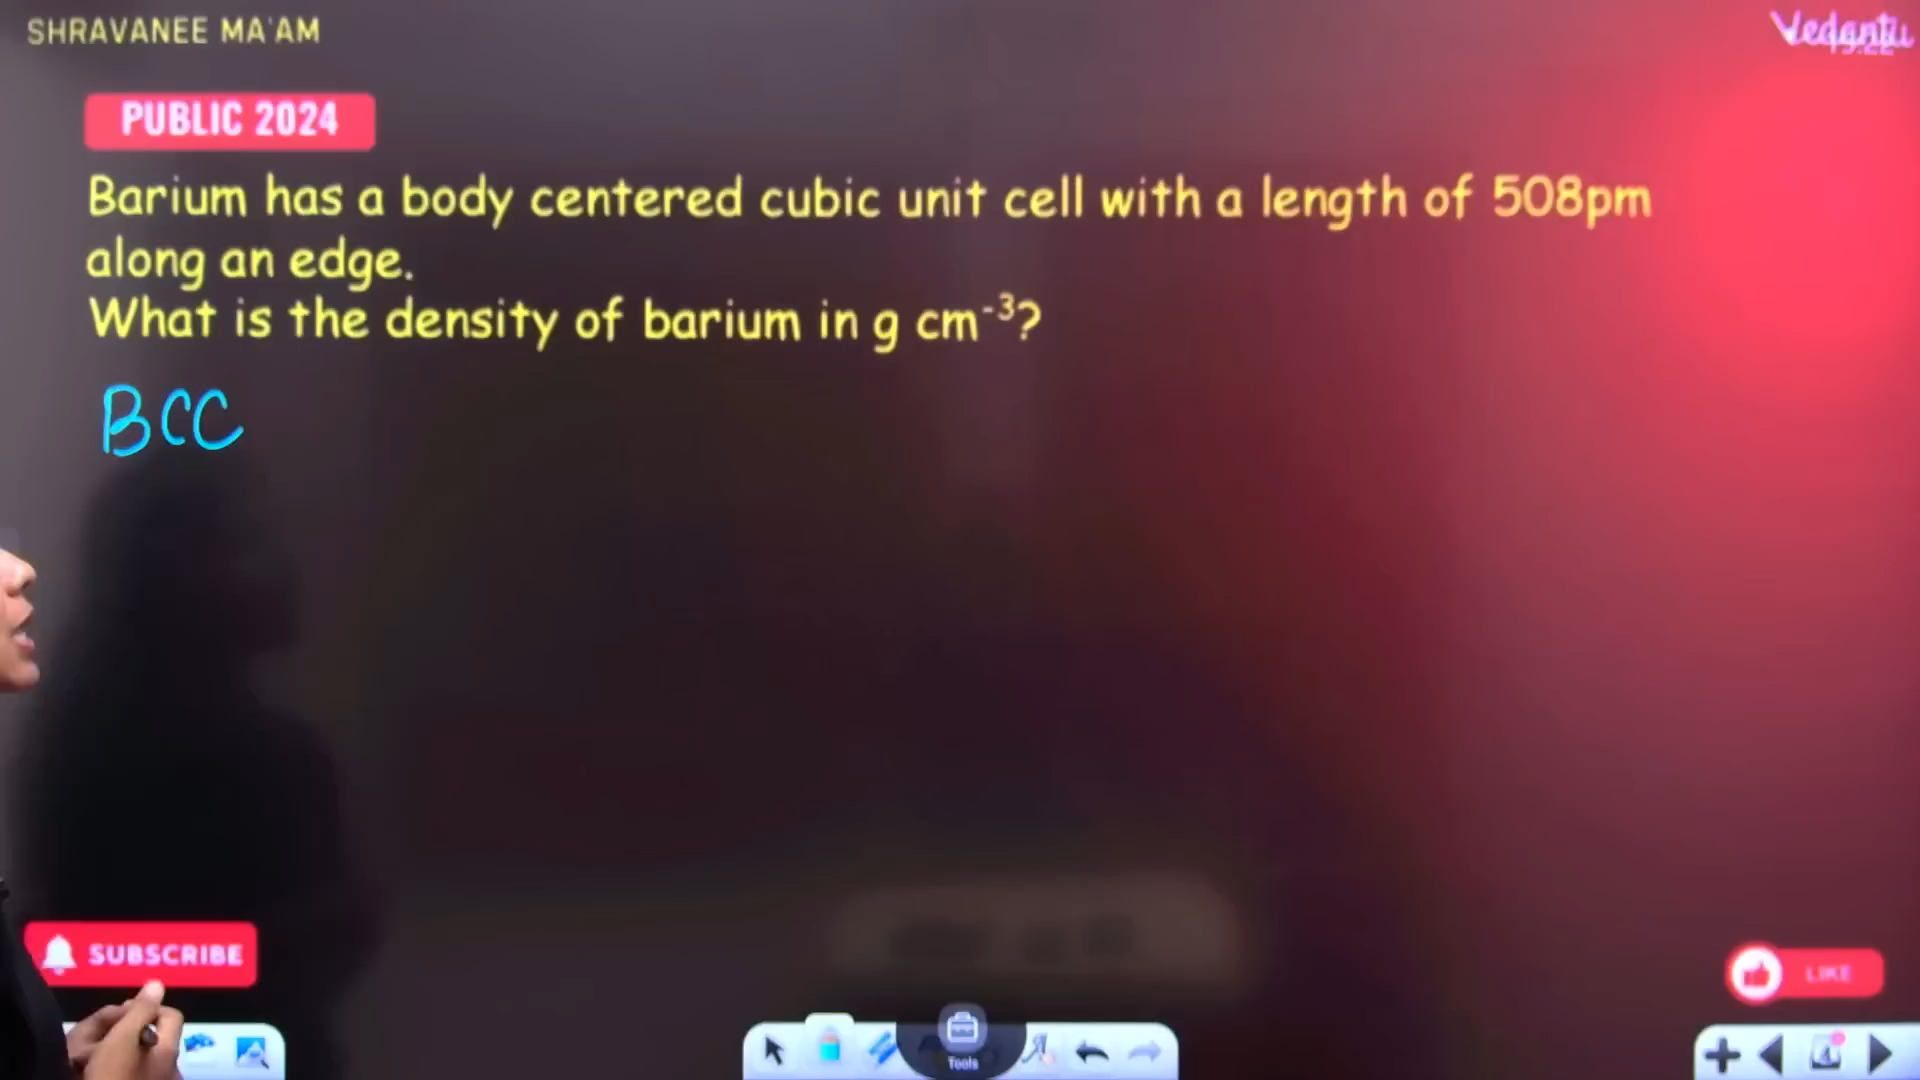 SHRAVANEE MA'AM
Vedantu
PUBLIC 2024
Barium has a body centered cubic unit cell with a length of 508pm
along an edge.
What is the density of barium in g cm⁻³?
BCC
SUBSCRIBE
LIKE
Tools